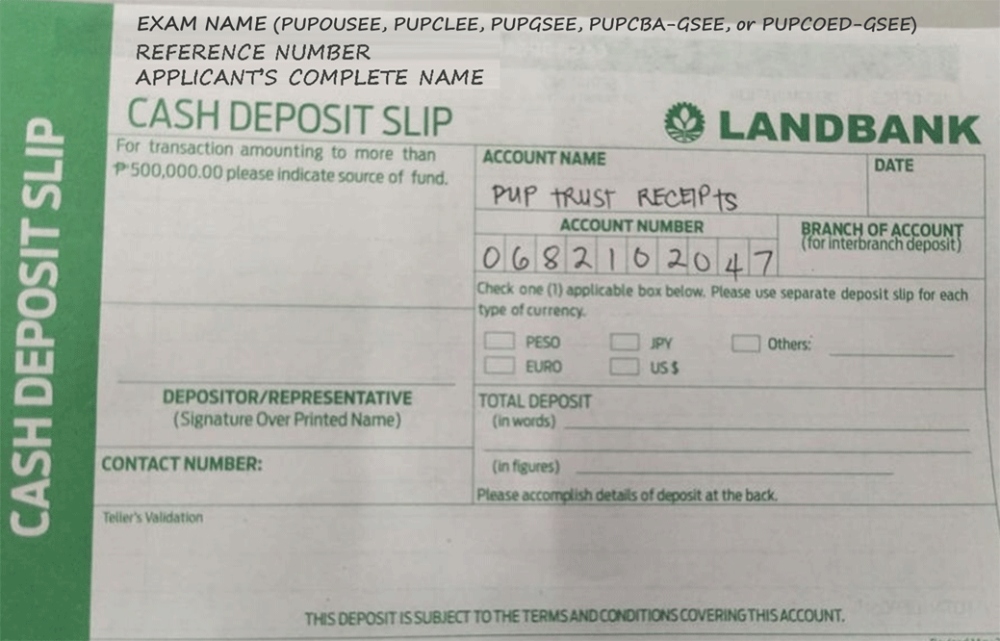 EXAM NAME (PUPOUSEE, PUPCLEE, PUPGSEE, PUPCBA-GSEE, or PUPCOED-GSEE)
REFERENCE NUMBER
APPLICANT'S COMPLETE NAME
CASH DEPOSIT SLIP
CASH DEPOSIT SLIP
LANDBANK
For transaction amounting to more than
₱500,000.00 please indicate source of fund.
ACCOUNT NAME
DATE
PUP TRUST RECEIPTS
ACCOUNT NUMBER
BRANCH OF ACCOUNT
(for interbranch deposit)
0682102047
Check one (1) applicable box below. Please use separate deposit slip for each
type of currency.
PESO
JPY
Others:
EURO
US $
DEPOSITOR/REPRESENTATIVE
(Signature Over Printed Name)
TOTAL DEPOSIT
(in words)
CONTACT NUMBER:
(in figures)
Please accomplish details of deposit at the back.
Teller's Validation
THIS DEPOSIT IS SUBJECT TO THE TERMS AND CONDITIONS COVERING THIS ACCOUNT.